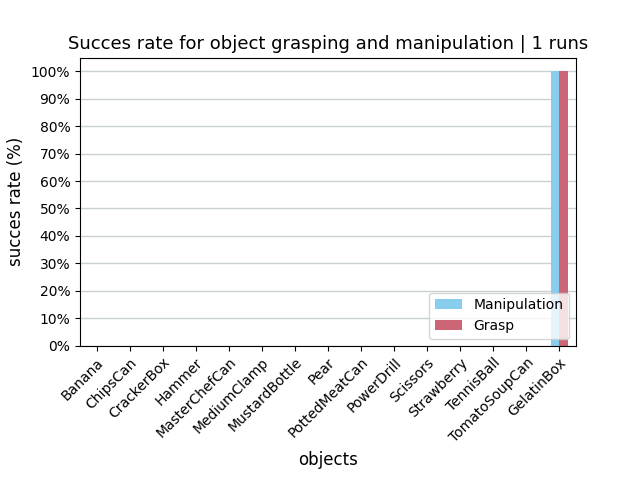 Succes rate for object grasping and manipulation | 1 runs
succes rate (%)
100%
90%
80%
70%
60%
50%
40%
30%
20%
10%
0%
Manipulation
Grasp
Banana
ChipsCan
CrackerBox
Hammer
MasterChefCan
MediumClamp
MustardBottle
Pear
PottedMeatCan
PowerDrill
Scissors
Strawberry
TennisBall
TomatoSoupCan
GelatinBox
objects